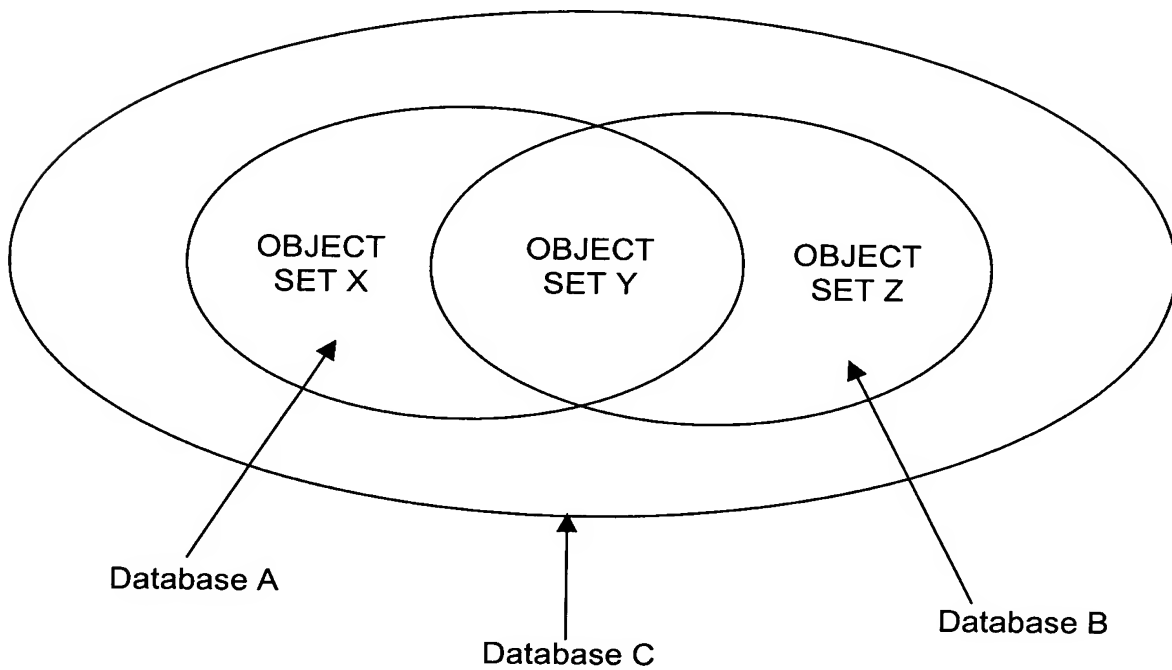 OBJECT
SET X
OBJECT
SET Y
OBJECT
SET Z
Database A
Database C
Database B